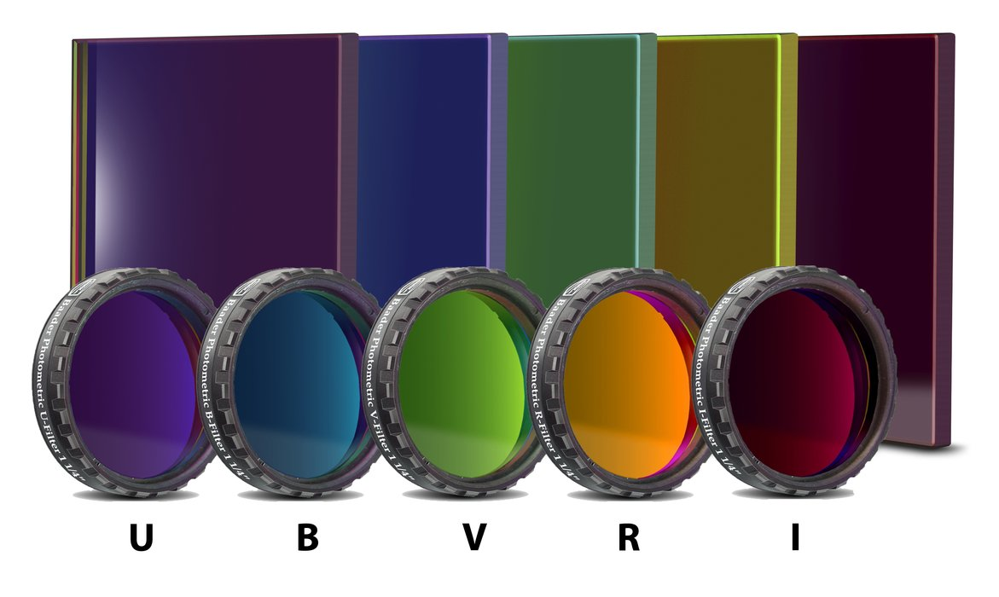 Baader Photometric U-Filter 1 1/4"
Baader Photometric B-Filter 1 1/4"
Baader Photometric V-Filter 1 1/4"
Baader Photometric R-Filter 1 1/4"
Baader Photometric I-Filter 1 1/4"
U B V R I